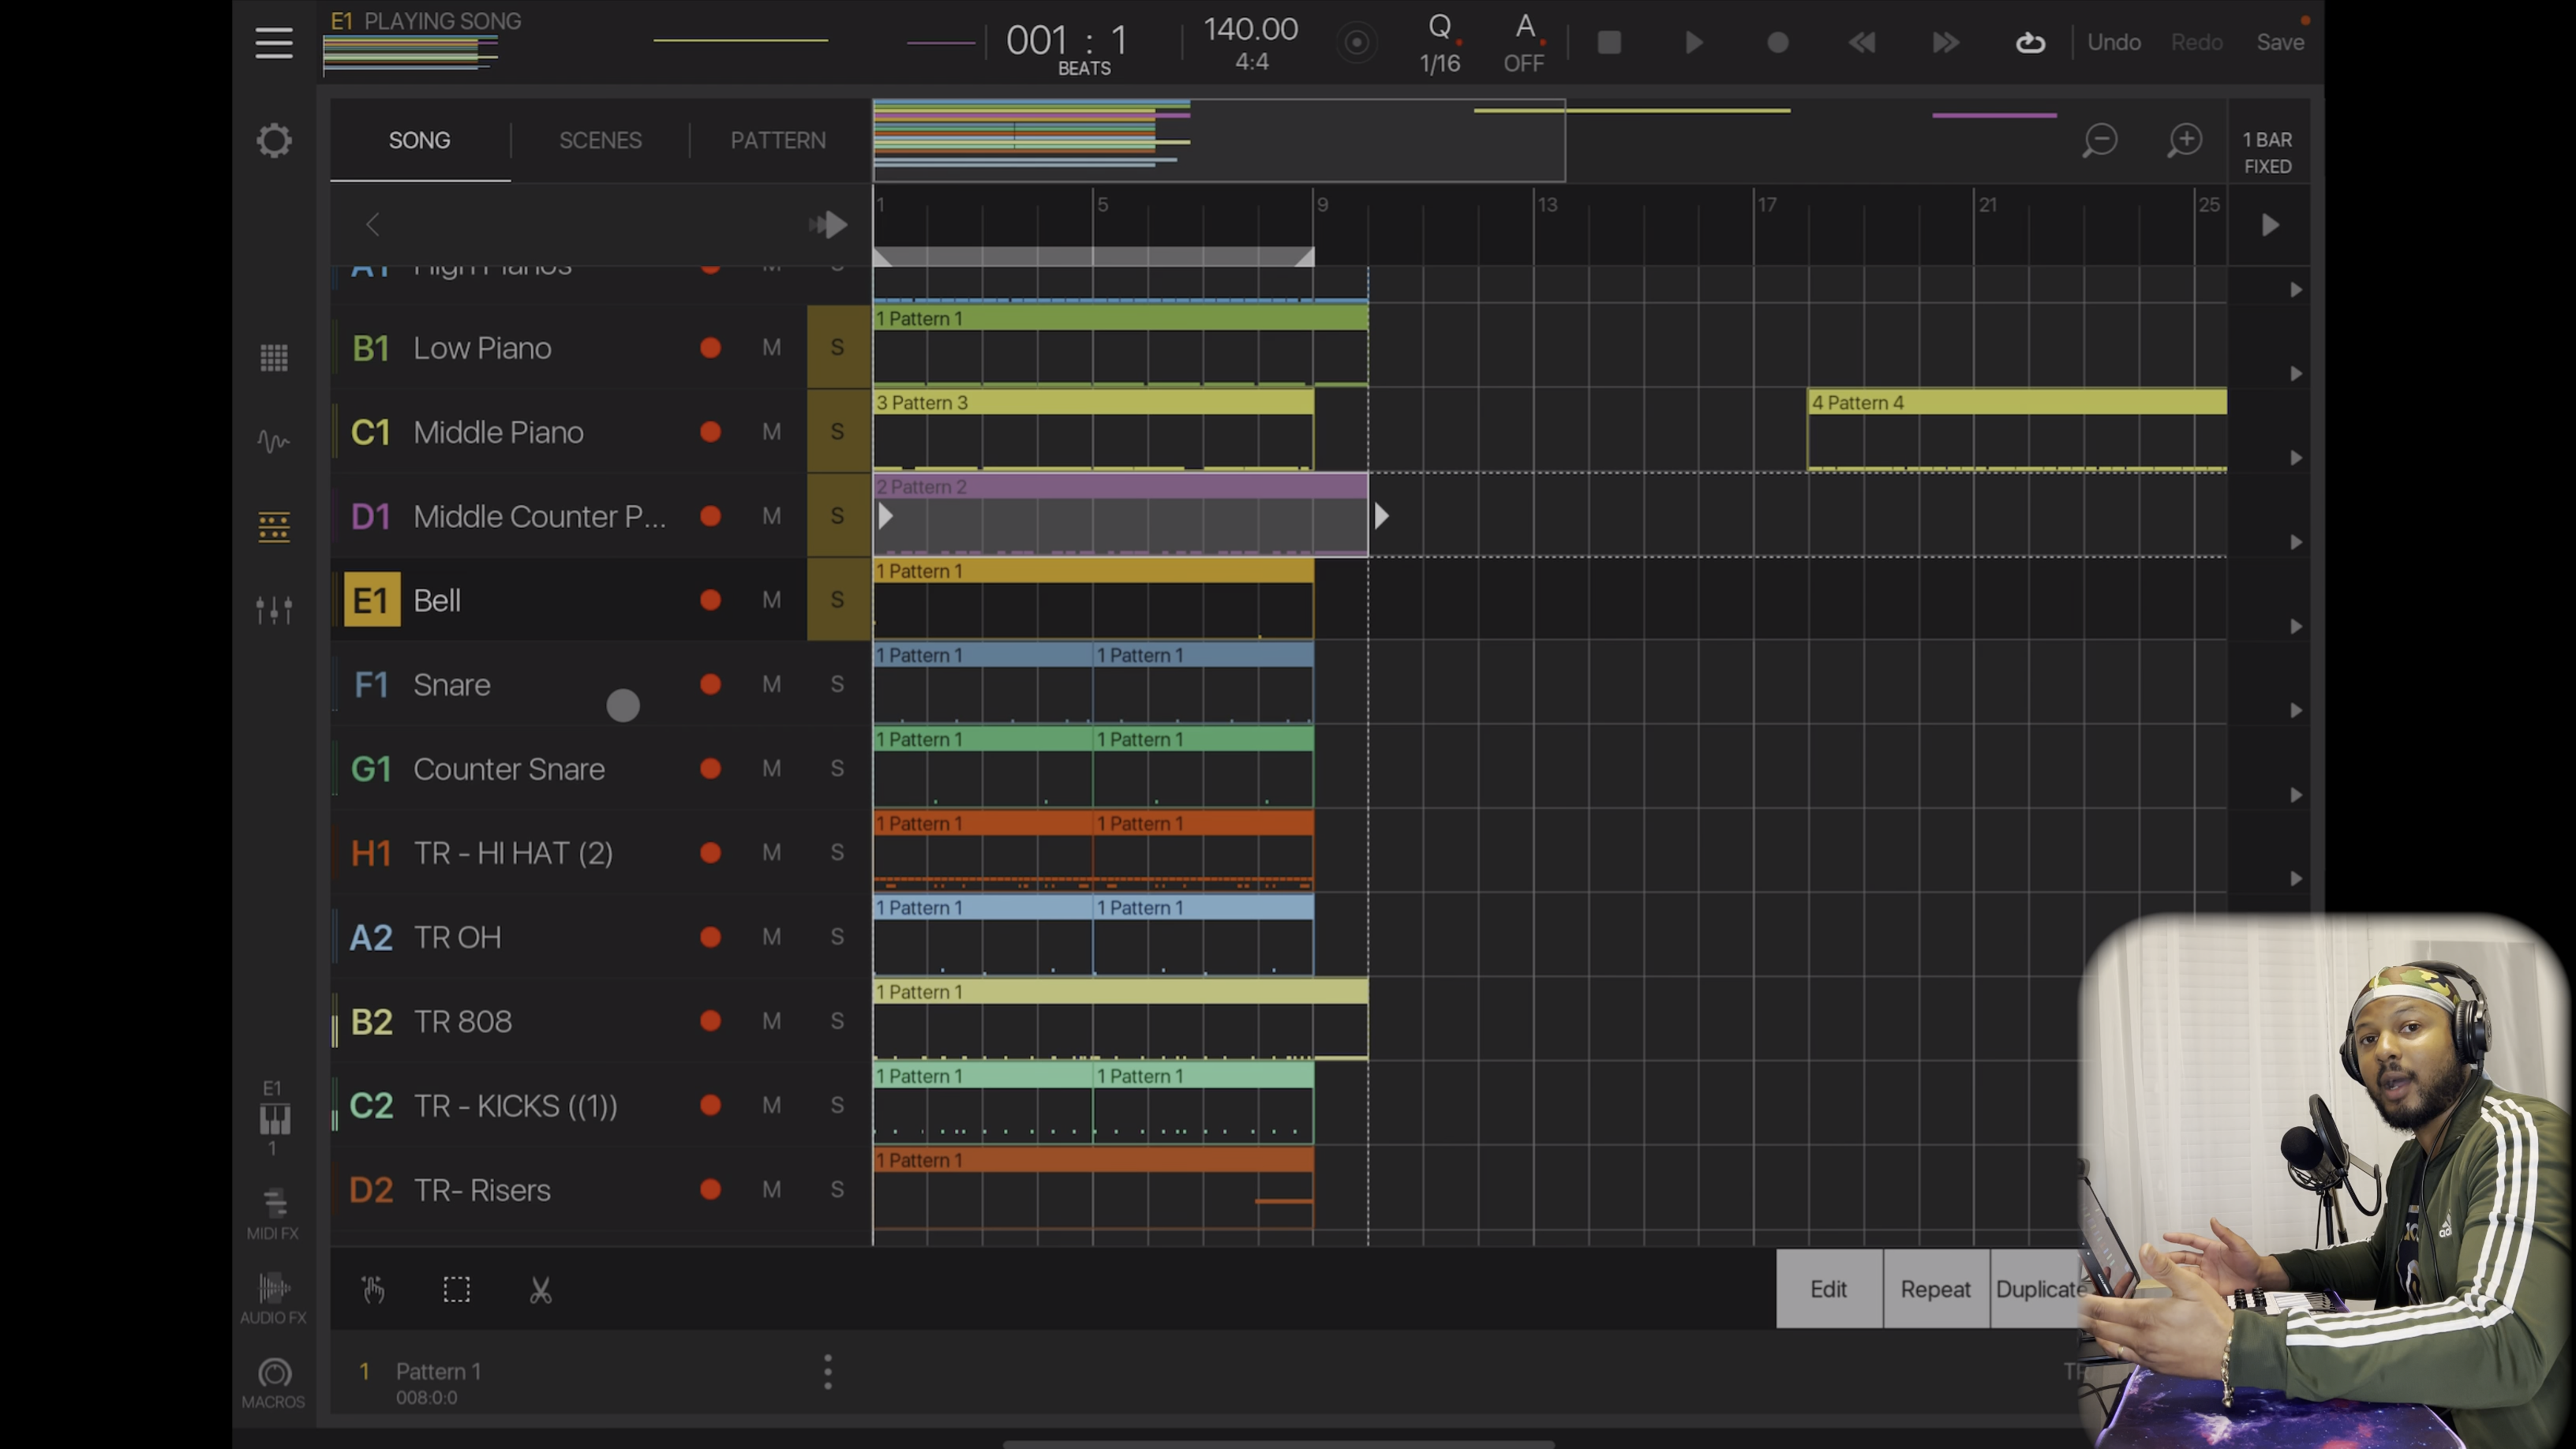 E1 PLAYING SONG
001 : 1
BEATS
140.00
4:4
Q
1/16
A
OFF
Undo
Redo
Save
SONG
SCENES
PATTERN
1 BAR
FIXED
1
5
9
13
17
21
25
A1 High Pianos M S
B1 Low Piano M S
1 Pattern 1
C1 Middle Piano M S
3 Pattern 3
4 Pattern 4
D1 Middle Counter P... M S
2 Pattern 2
E1 Bell M S
1 Pattern 1
F1 Snare M S
1 Pattern 1
1 Pattern 1
G1 Counter Snare M S
1 Pattern 1
1 Pattern 1
H1 TR - HI HAT (2) M S
1 Pattern 1
1 Pattern 1
A2 TR OH M S
1 Pattern 1
1 Pattern 1
B2 TR 808 M S
1 Pattern 1
C2 TR - KICKS ((1)) M S
1 Pattern 1
1 Pattern 1
D2 TR- Risers M S
1 Pattern 1
E1
1
MIDI FX
AUDIO FX
MACROS
Edit
Repeat
Duplicate
1 Pattern 1
008:0:0